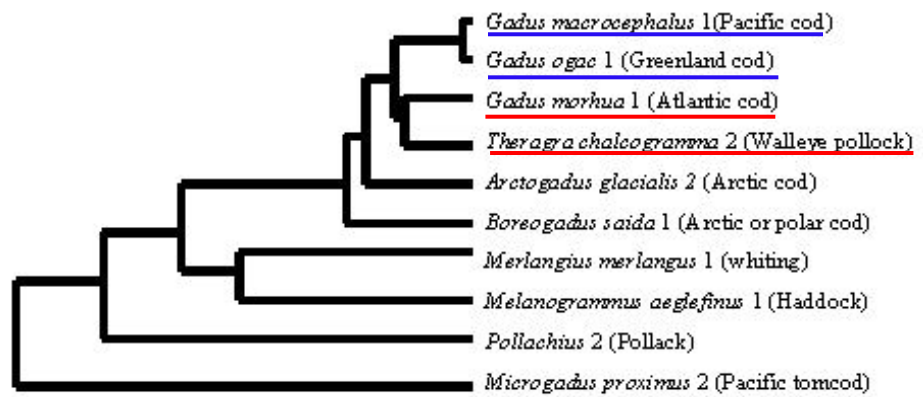 Gadus macrocephalus 1(Pacific cod)
Gadus ogac 1 (Greenland cod)
Gadus morhua 1 (Atlantic cod)
Theragra chalcogramma 2 (Walleye pollock)
Arctogadus glacialis 2 (Arctic cod)
Boreogadus saida 1 (Arctic or polar cod)
Merlangius merlangus 1 (whiting)
Melanogrammus aeglefinus 1 (Haddock)
Pollachius 2 (Pollack)
Microgadus proximus 2 (Pacific tomcod)